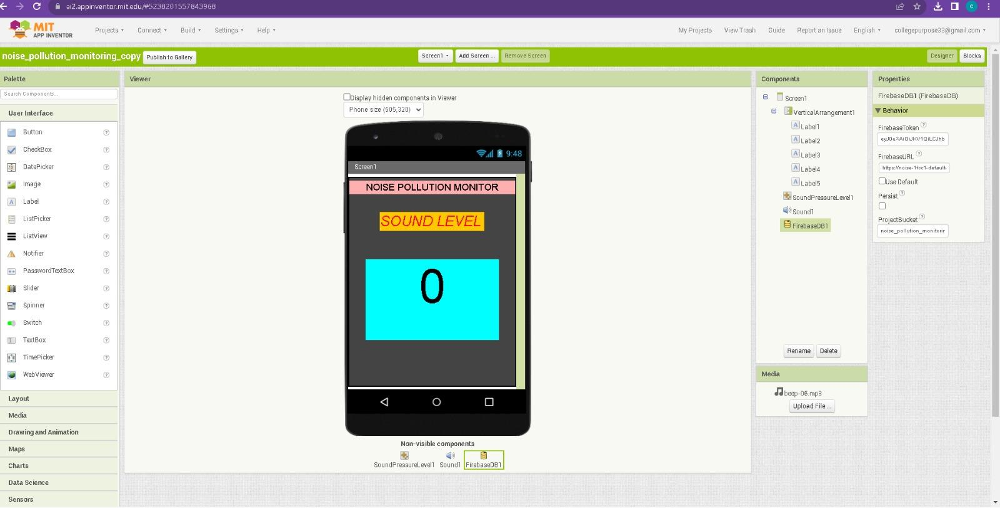 ai2.appinventor.mit.edu/#5238201557843968
C
MIT
APP INVENTOR
Projects
Connect
Build
Settings
Help
My Projects
View Trash
Guide
Report an Issue
English
collegepurpose33@gmail.com
noise_pollution_monitoring_copy
Publish to Gallery
Screen1
Add Screen ...
Remove Screen
Designer
Blocks
Palette
Search Components...
User Interface
Button
CheckBox
DatePicker
Image
Label
ListPicker
ListView
Notifier
PasswordTextBox
Slider
Spinner
Switch
TextBox
TimePicker
WebViewer
Layout
Media
Drawing and Animation
Maps
Charts
Data Science
Sensors
Viewer
Display hidden components in Viewer
Phone size (505,320)
9:48
Screen1
NOISE POLLUTION MONITOR
SOUND LEVEL
0
Non-visible components
SoundPressureLevel1
Sound1
FirebaseDB1
Components
Screen1
VerticalArrangement1
Label1
Label2
Label3
Label4
Label5
SoundPressureLevel1
Sound1
FirebaseDB1
Rename
Delete
Media
beep-06.mp3
Upload File ...
Properties
FirebaseDB1 (FirebaseDB)
Behavior
FirebaseToken
FirebaseURL
Use Default
Persist
ProjectBucket
noise_pollution_monitorir